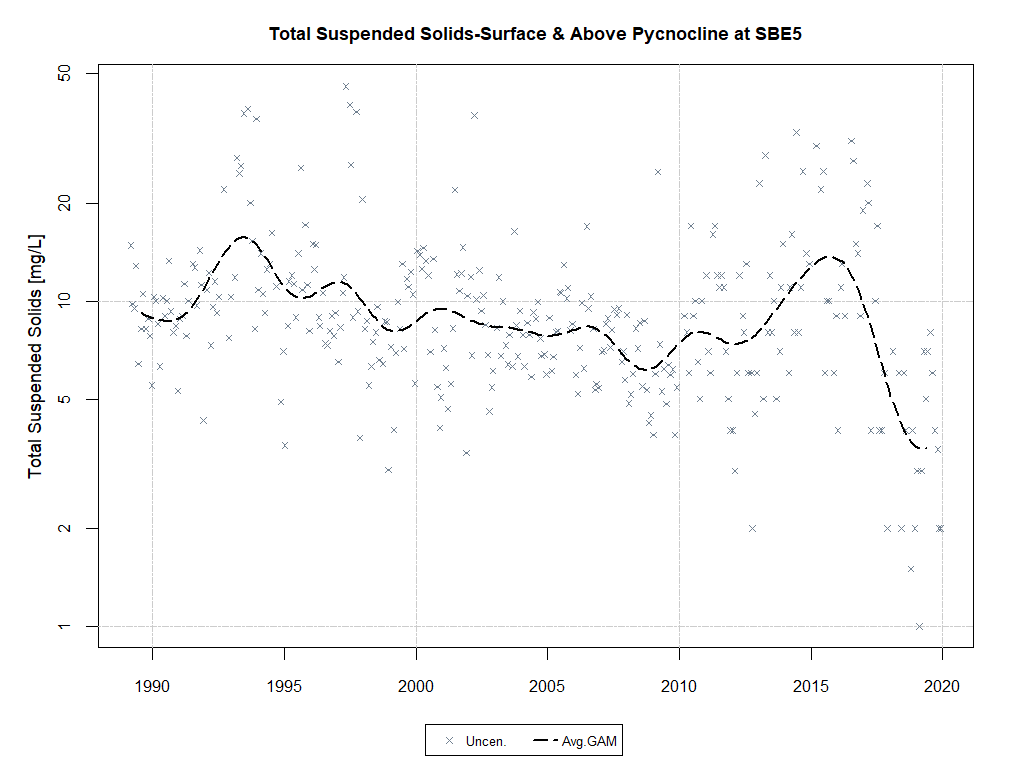 Total Suspended Solids-Surface & Above Pycnocline at SBE5
Total Suspended Solids [mg/L]
50
20
10
5
2
1
1990 1995 2000 2005 2010 2015 2020
Uncen. Avg.GAM